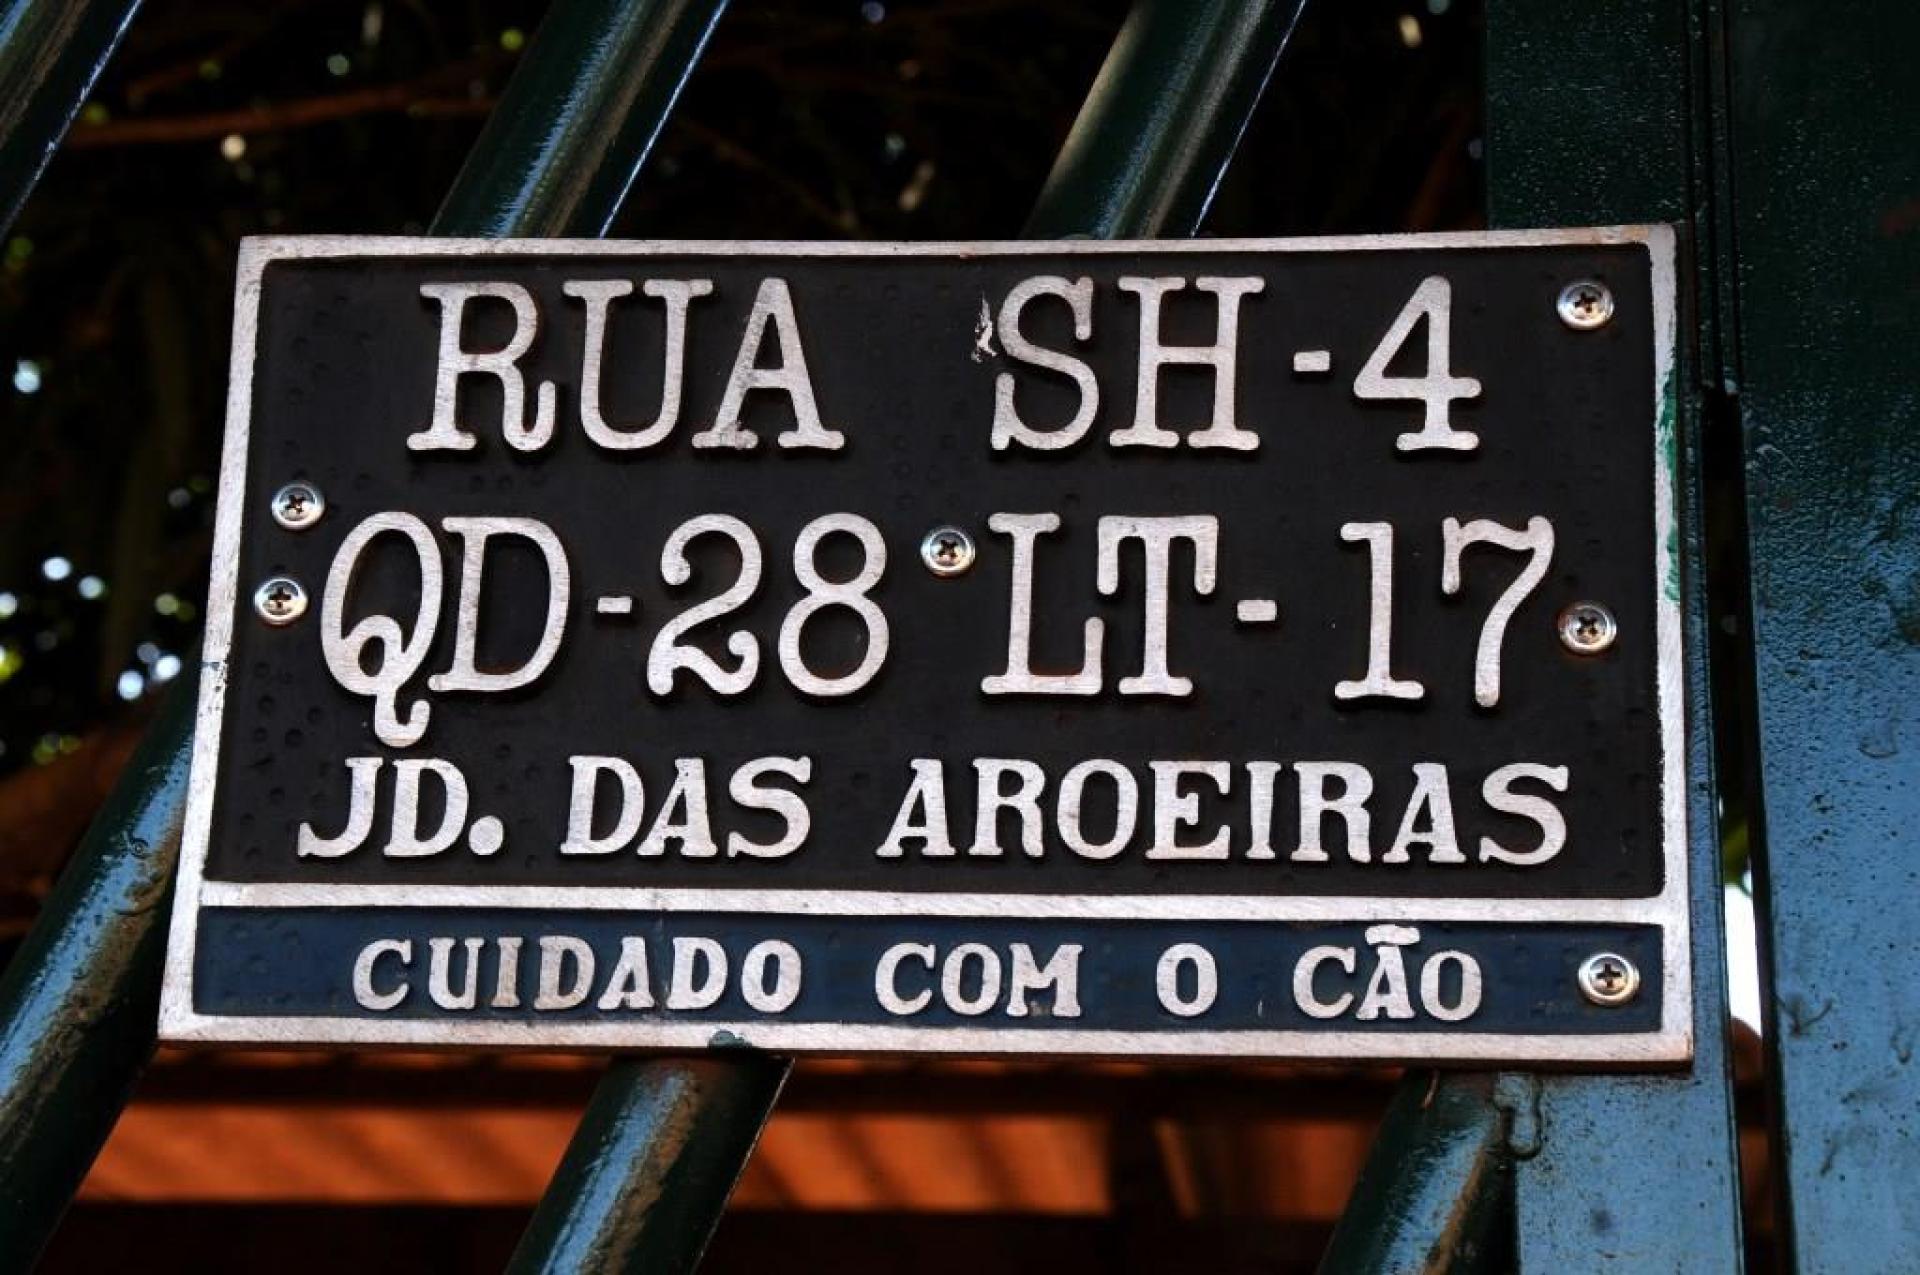 RUA SH-4
QD-28 LT-17
JD. DAS AROEIRAS
CUIDADO COM O CÃO